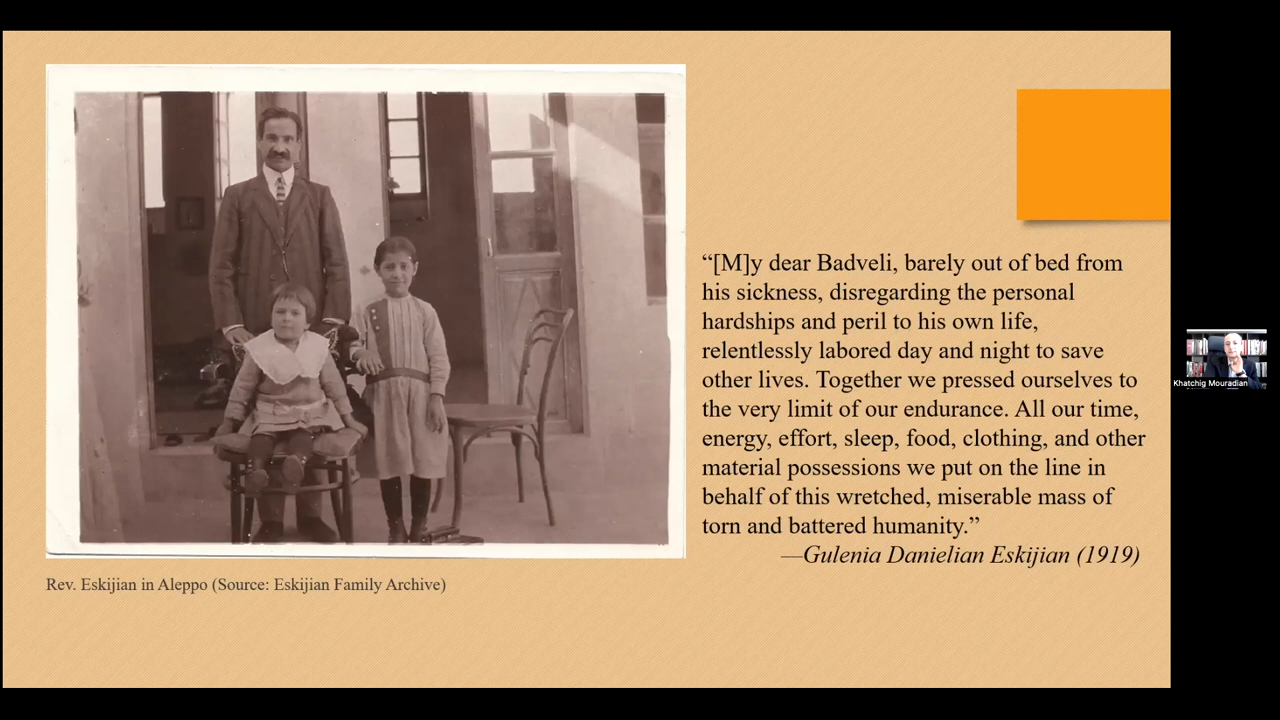 “[M]y dear Badveli, barely out of bed from
his sickness, disregarding the personal
hardships and peril to his own life,
relentlessly labored day and night to save
other lives. Together we pressed ourselves to
the very limit of our endurance. All our time,
energy, effort, sleep, food, clothing, and other
material possessions we put on the line in
behalf of this wretched, miserable mass of
torn and battered humanity.”
—Gulenia Danielian Eskijian (1919)
Rev. Eskijian in Aleppo (Source: Eskijian Family Archive)
Khatchig Mouradian